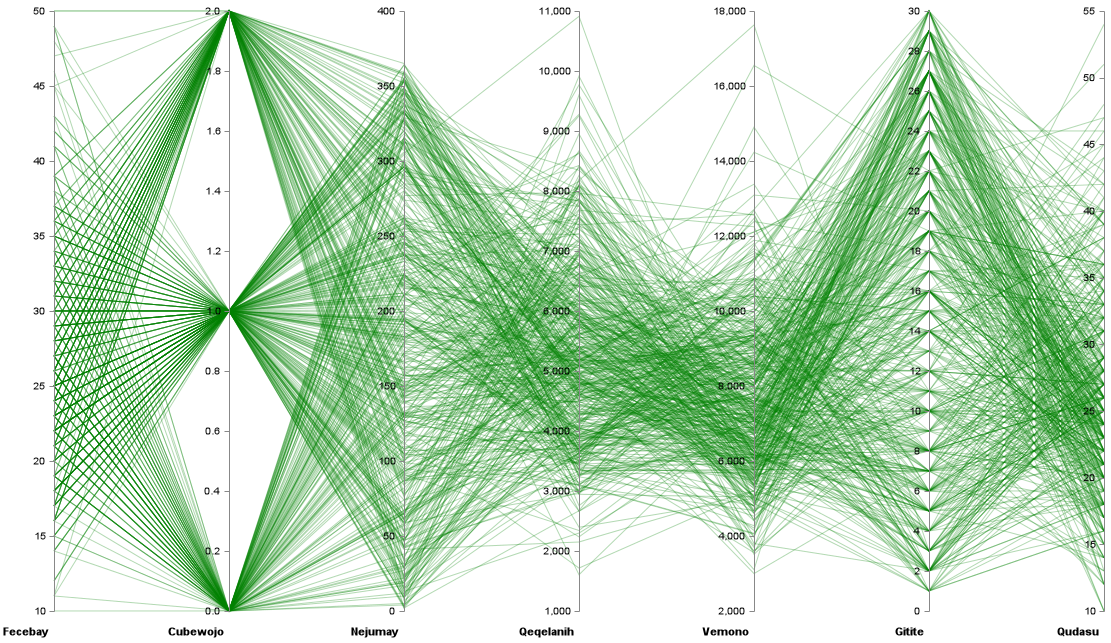 50 2.0 400 11,000 18,000 30 55
1.8 10,000 16,000 28 50
45 350 26
1.6 9,000 24 45
40 300 14,000 22
1.4 8,000 20 40
35 1.2 250 7,000 12,000 18 35
30 1.0 200 6,000 10,000 16 30
0.8 5,000 14
25 150 8,000 12 25
0.6 4,000 10
20 100 6,000 8 20
0.4 3,000 6
15 50 4,000 4 15
0.2 2,000 2
10 0.0 0 1,000 2,000 0 10
Fecebay Cubewojo Nejumay Qeqelanih Vemono Gitite Qudasu